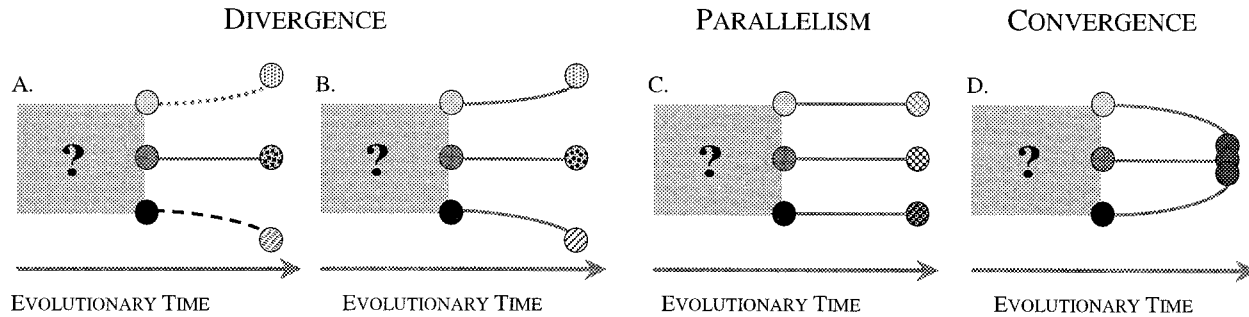 DIVERGENCE
PARALLELISM
CONVERGENCE
A.
B.
C.
D.
?
?
?
?
EVOLUTIONARY TIME
EVOLUTIONARY TIME
EVOLUTIONARY TIME
EVOLUTIONARY TIME